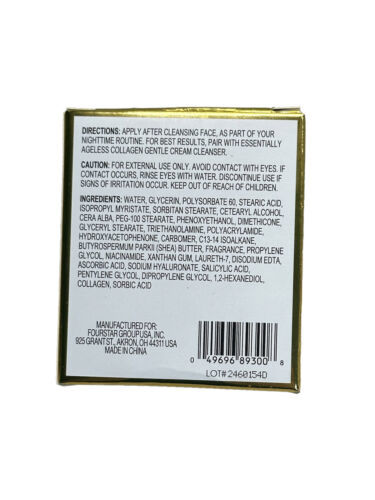 DIRECTIONS: APPLY AFTER CLEANSING FACE, AS PART OF YOUR
NIGHTTIME ROUTINE. FOR BEST RESULTS, PAIR WITH ESSENTIALLY
AGELESS COLLAGEN GENTLE CREAM CLEANSER.
CAUTION: FOR EXTERNAL USE ONLY. AVOID CONTACT WITH EYES. IF
CONTACT OCCURS, RINSE EYES WITH WATER. DISCONTINUE USE IF
SIGNS OF IRRITATION OCCUR. KEEP OUT OF REACH OF CHILDREN.
INGREDIENTS: WATER, GLYCERIN, POLYSORBATE 60, STEARIC ACID,
ISOPROPYL MYRISTATE, SORBITAN STEARATE, CETEARYL ALCOHOL,
CERA ALBA, PEG-100 STEARATE, PHENOXYETHANOL, DIMETHICONE,
GLYCERYL STEARATE, TRIETHANOLAMINE, POLYACRYLAMIDE,
HYDROXYACETOPHENONE, CARBOMER, C13-14 ISOALKANE,
BUTYROSPERMUM PARKII (SHEA) BUTTER, FRAGRANCE, PROPYLENE
GLYCOL, NIACINAMIDE, XANTHAN GUM, LAURETH-7, DISODIUM EDTA,
ASCORBIC ACID, SODIUM HYALURONATE, SALICYLIC ACID,
PENTYLENE GLYCOL, DIPROPYLENE GLYCOL, 1,2-HEXANEDIOL,
COLLAGEN, SORBIC ACID
MANUFACTURED FOR:
FOURSTAR GROUP USA, INC.
925 GRANT ST., AKRON, OH 44311 USA
MADE IN CHINA
0 49696 89300 8
LOT# 2460154D